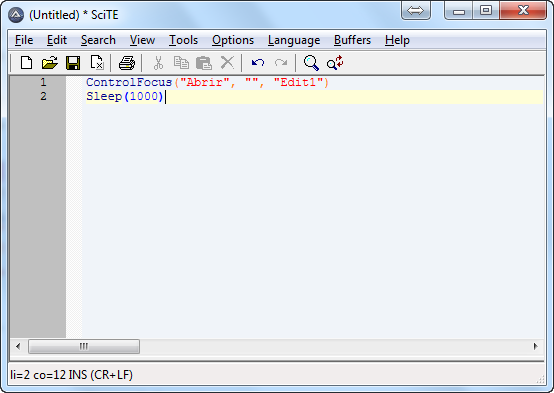 (Untitled) * SciTE
File Edit Search View Tools Options Language Buffers Help
1 ControlFocus("Abrir", "", "Edit1")
2 Sleep(1000)
li=2 co=12 INS (CR+LF)